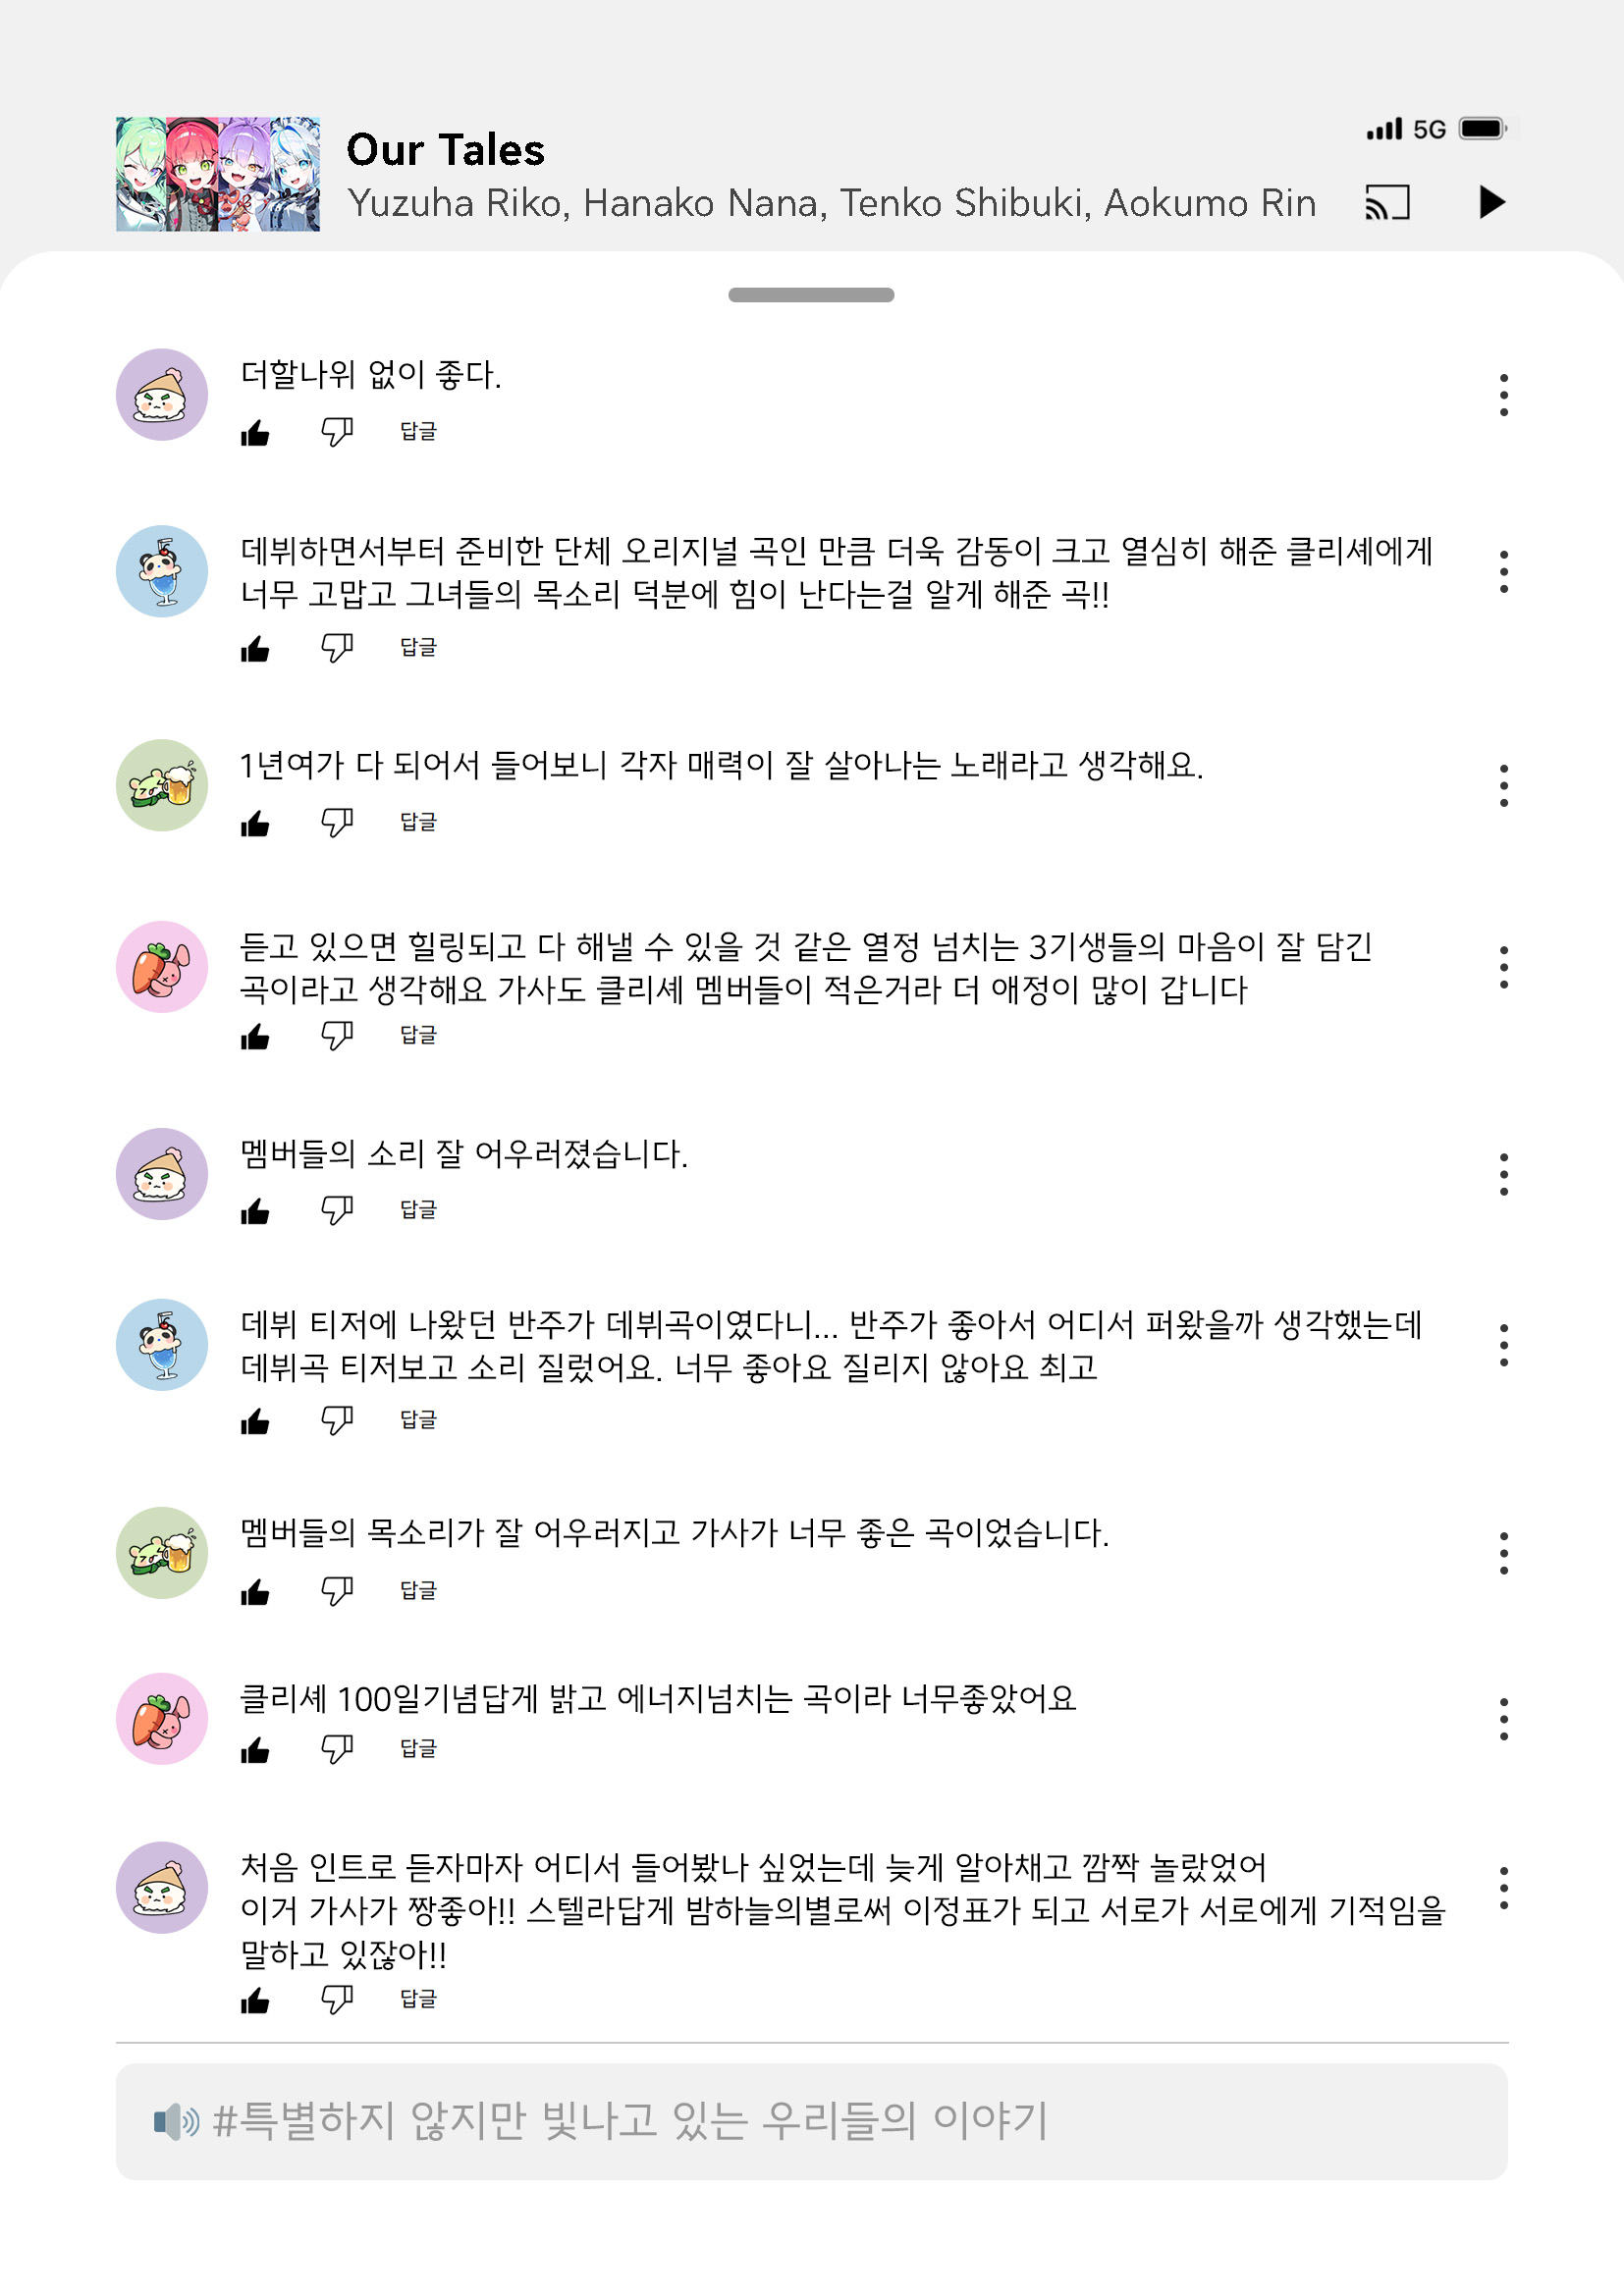 Our Tales
5G
Yuzuha Riko, Hanako Nana, Tenko Shibuki, Aokumo Rin
더할나위 없이 좋다.
답글
데뷔하면서부터 준비한 단체 오리지널 곡인 만큼 더욱 감동이 크고 열심히 해준 클리셰에게
너무 고맙고 그녀들의 목소리 덕분에 힘이 난다는걸 알게 해준 곡!!
답글
1년여가 다 되어서 들어보니 각자 매력이 잘 살아나는 노래라고 생각해요.
답글
듣고 있으면 힐링되고 다 해낼 수 있을 것 같은 열정 넘치는 3기생들의 마음이 잘 담긴
곡이라고 생각해요 가사도 클리셰 멤버들이 적은거라 더 애정이 많이 갑니다
답글
멤버들의 소리 잘 어우러졌습니다.
답글
데뷔 티저에 나왔던 반주가 데뷔곡이였다니... 반주가 좋아서 어디서 퍼왔을까 생각했는데
데뷔곡 티저보고 소리 질렀어요. 너무 좋아요 질리지 않아요 최고
답글
멤버들의 목소리가 잘 어우러지고 가사가 너무 좋은 곡이었습니다.
답글
클리셰 100일기념답게 밝고 에너지넘치는 곡이라 너무좋았어요
답글
처음 인트로 듣자마자 어디서 들어봤나 싶었는데 늦게 알아채고 깜짝 놀랐었어
이거 가사가 짱좋아!! 스텔라답게 밤하늘의별로써 이정표가 되고 서로가 서로에게 기적임을
말하고 있잖아!!
답글
#특별하지 않지만 빛나고 있는 우리들의 이야기